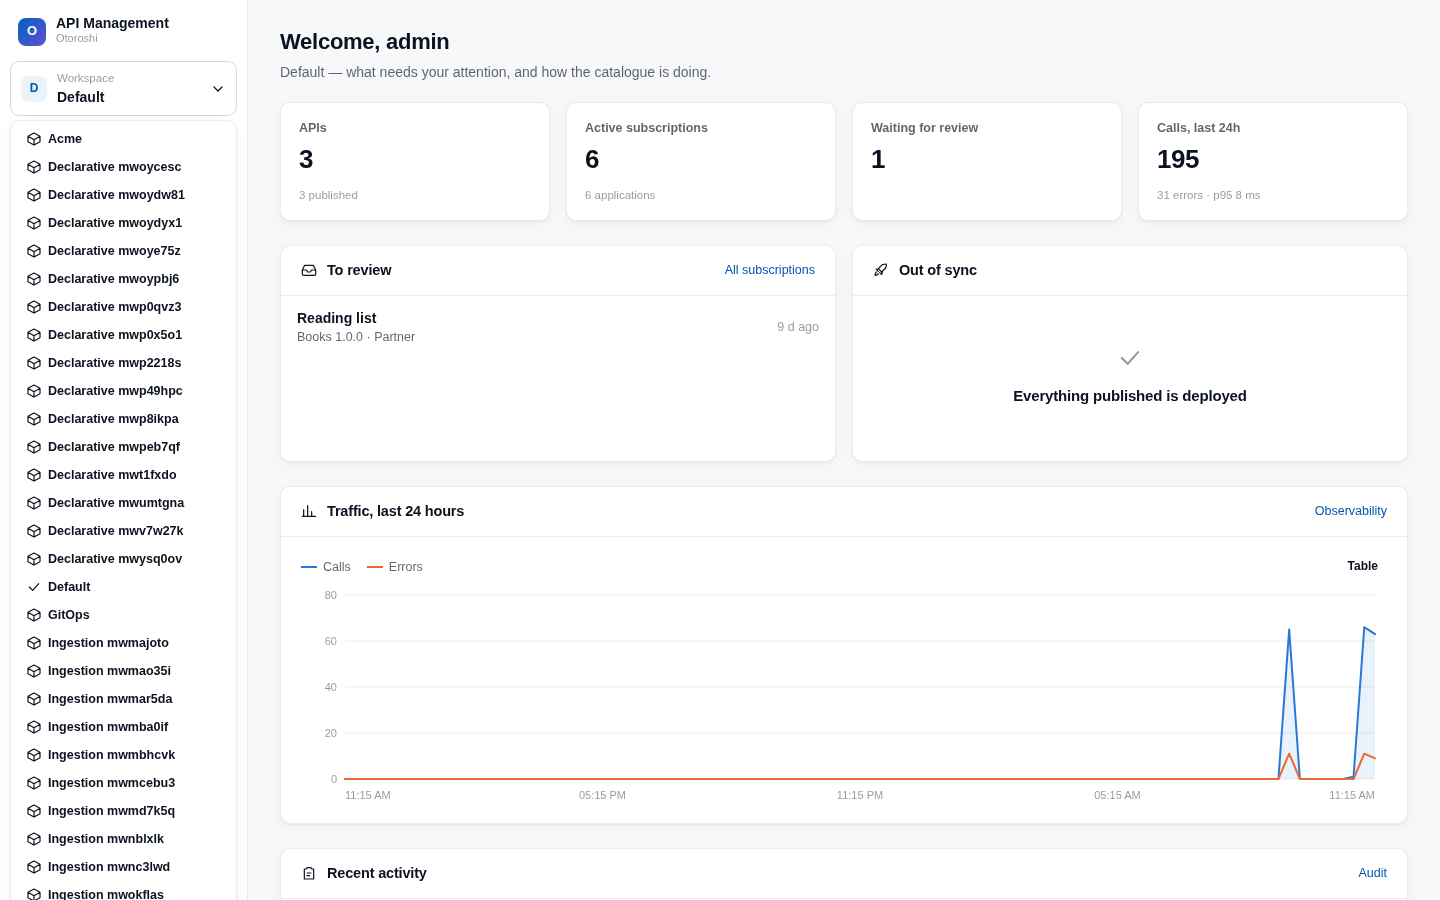 O
API Management
Otoroshi
D
Workspace
Default
Acme
Declarative mwoycesc
Declarative mwoydw81
Declarative mwoydyx1
Declarative mwoye75z
Declarative mwoypbj6
Declarative mwp0qvz3
Declarative mwp0x5o1
Declarative mwp2218s
Declarative mwp49hpc
Declarative mwp8ikpa
Declarative mwpeb7qf
Declarative mwt1fxdo
Declarative mwumtgna
Declarative mwv7w27k
Declarative mwysq0ov
Default
GitOps
Ingestion mwmajoto
Ingestion mwmao35i
Ingestion mwmar5da
Ingestion mwmba0if
Ingestion mwmbhcvk
Ingestion mwmcebu3
Ingestion mwmd7k5q
Ingestion mwnblxlk
Ingestion mwnc3lwd
Ingestion mwokflas
Welcome, admin
Default — what needs your attention, and how the catalogue is doing.
APIs
3
3 published
Active subscriptions
6
6 applications
Waiting for review
1
Calls, last 24h
195
31 errors · p95 8 ms
To review
All subscriptions
Reading list
Books 1.0.0 · Partner
9 d ago
Out of sync
Everything published is deployed
Traffic, last 24 hours
Observability
Calls
Errors
Table
80
60
40
20
0
11:15 AM
05:15 PM
11:15 PM
05:15 AM
11:15 AM
Recent activity
Audit